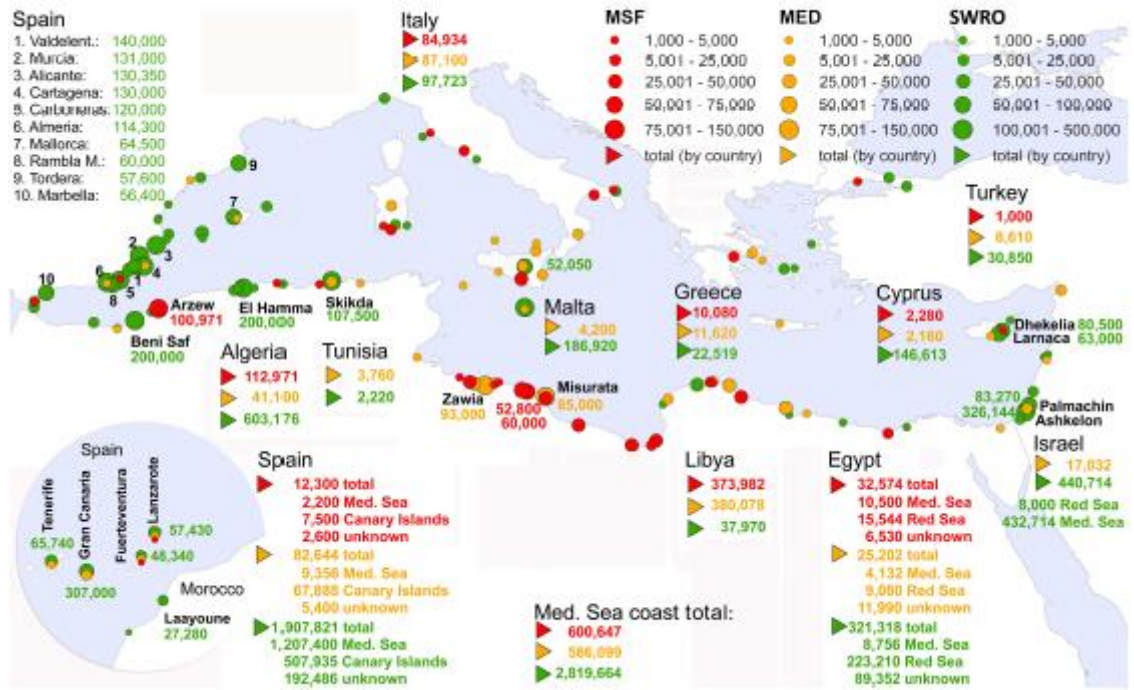 Spain
1. Valdelent.: 140,000
2. Murcia: 131,000
3. Alicante: 130,350
4. Cartagena: 130,000
5. Carboneras: 120,000
6. Almeria: 114,300
7. Mallorca: 64,500
8. Rambla M.: 60,000
9. Tordera: 57,600
10. Marbella: 56,400
Italy
84,934
87,100
97,723
MSF
1,000 - 5,000
5,001 - 25,000
25,001 - 50,000
50,001 - 75,000
75,001 - 150,000
total (by country)
MED
1,000 - 5,000
5,001 - 25,000
25,001 - 50,000
50,001 - 75,000
75,001 - 150,000
total (by country)
SWRO
1,000 - 5,000
5,001 - 25,000
25,001 - 50,000
50,001 - 100,000
100,001 - 500,000
total (by country)
9
7
2
3
6
1
4
8
5
10
Turkey
1,000
8,610
30,850
52,050
Arzew
100,971
Beni Saf
200,000
El Hamma
200,000
Skikda
107,500
Malta
4,200
186,920
Greece
10,080
11,620
22,519
Cyprus
2,280
2,160
146,613
Dhekelia 80,500
Larnaca 63,000
Algeria
112,971
41,100
603,176
Tunisia
3,760
2,220
Zawia
93,000
52,800
60,000
Misurata
85,000
83,270
326,144
Palmachin
Ashkelon
Israel
17,032
440,714
8,000 Red Sea
432,714 Med. Sea
Spain
Tenerife
65,740
Gran Canaria
307,000
Fuerteventura
48,340
Lanzarote
57,430
Morocco
Laayoune
27,280
Spain
12,300 total
2,200 Med. Sea
7,500 Canary Islands
2,600 unknown
82,644 total
9,356 Med. Sea
67,888 Canary Islands
5,400 unknown
1,907,821 total
1,207,400 Med. Sea
507,935 Canary Islands
192,486 unknown
Med. Sea coast total:
600,647
586,099
2,819,664
Libya
373,982
380,078
37,970
Egypt
32,574 total
10,500 Med. Sea
15,544 Red Sea
6,530 unknown
25,202 total
4,132 Med. Sea
9,080 Red Sea
11,990 unknown
321,318 total
8,756 Med. Sea
223,210 Red Sea
89,352 unknown